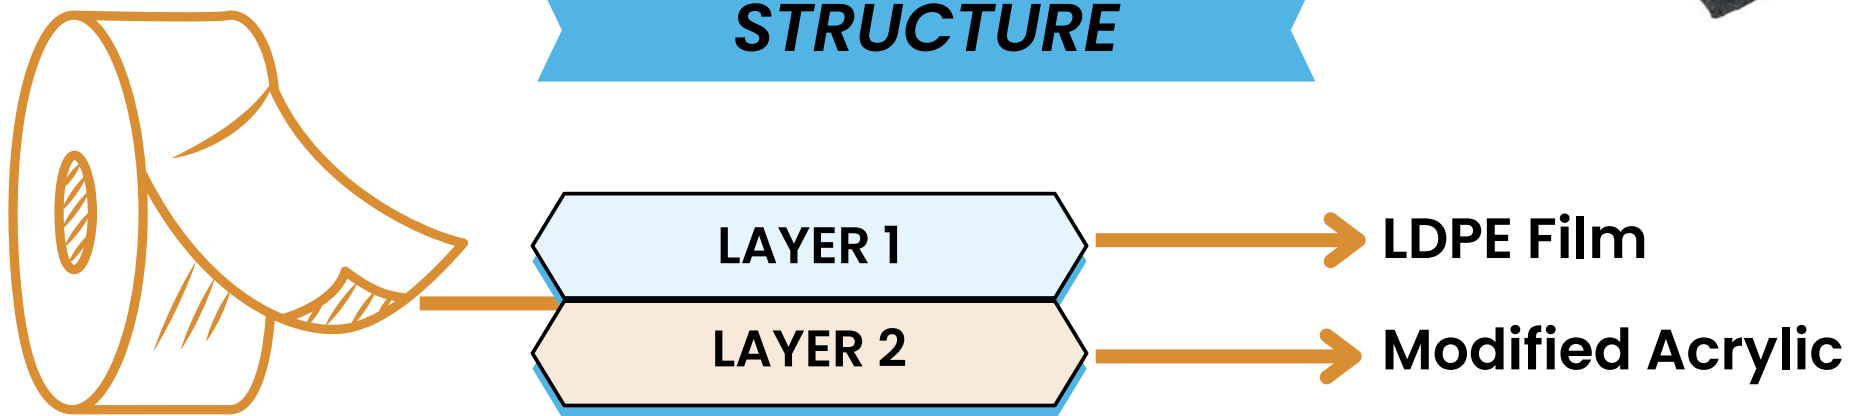 STRUCTURE
LAYER 1
LDPE Film
LAYER 2
Modified Acrylic